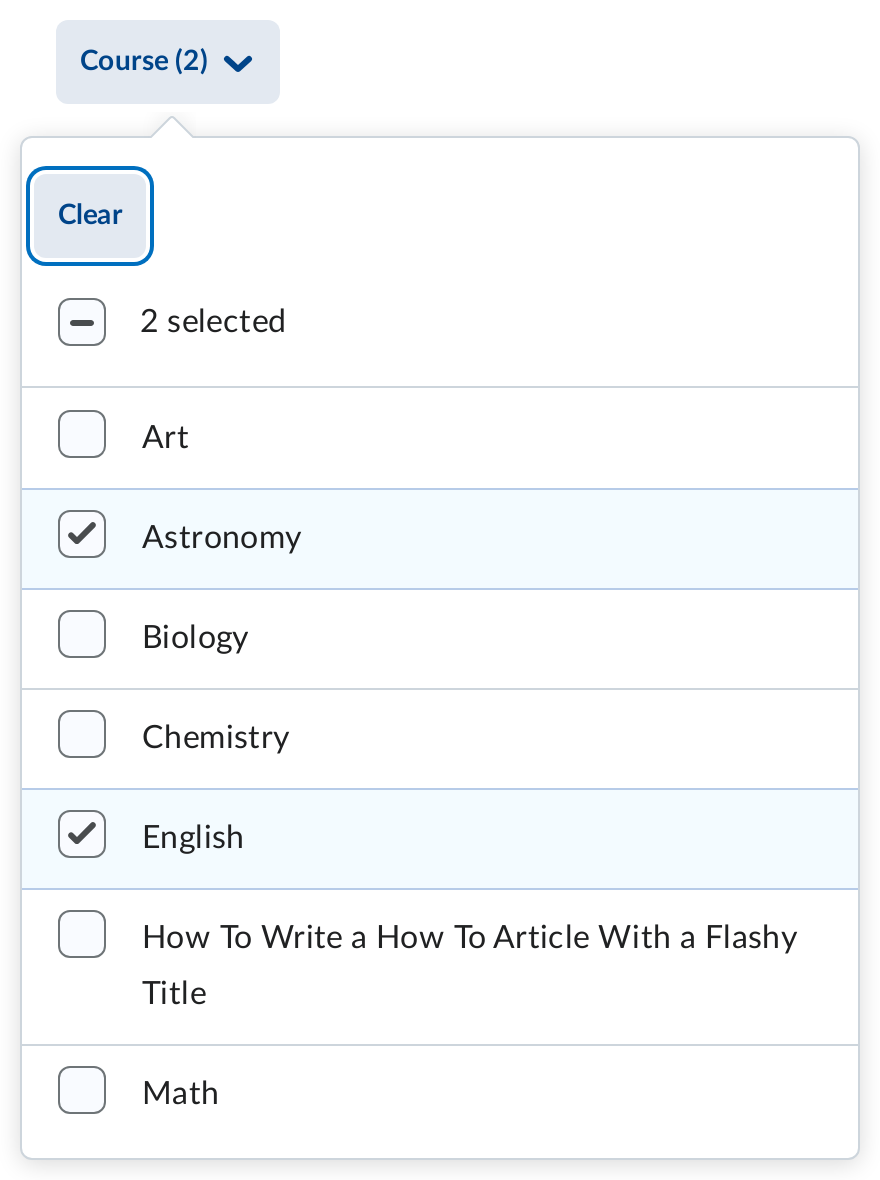 Course (2)
Clear
2 selected
Art
Astronomy
Biology
Chemistry
English
How To Write a How To Article With a Flashy
Title
Math